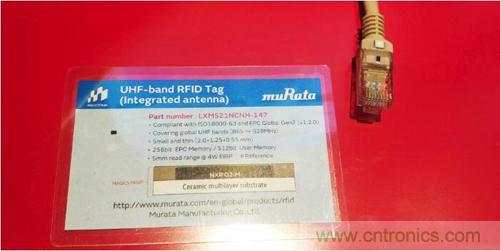 UHF-band RFID Tag
(Integrated antenna)
muRata
Part number : LXMS21NCNH-147
• Compliant with ISO18000-63 and EPC Global Gen2 (v1.2.0)
• Covering global UHF bands (865 ~ 928MHz)
• Small and thin (2.0×1.25×0.55 mm)
• 256bit EPC Memory / 512bit User Memory
• 5mm read range @ 4W EIRP ※Reference
MAGICSTRAP
Ceramic multilayer substrate
http://www.murata.com/en-global/products/rfid
Murata Manufacturing Co., Ltd.
www.cntronics.com